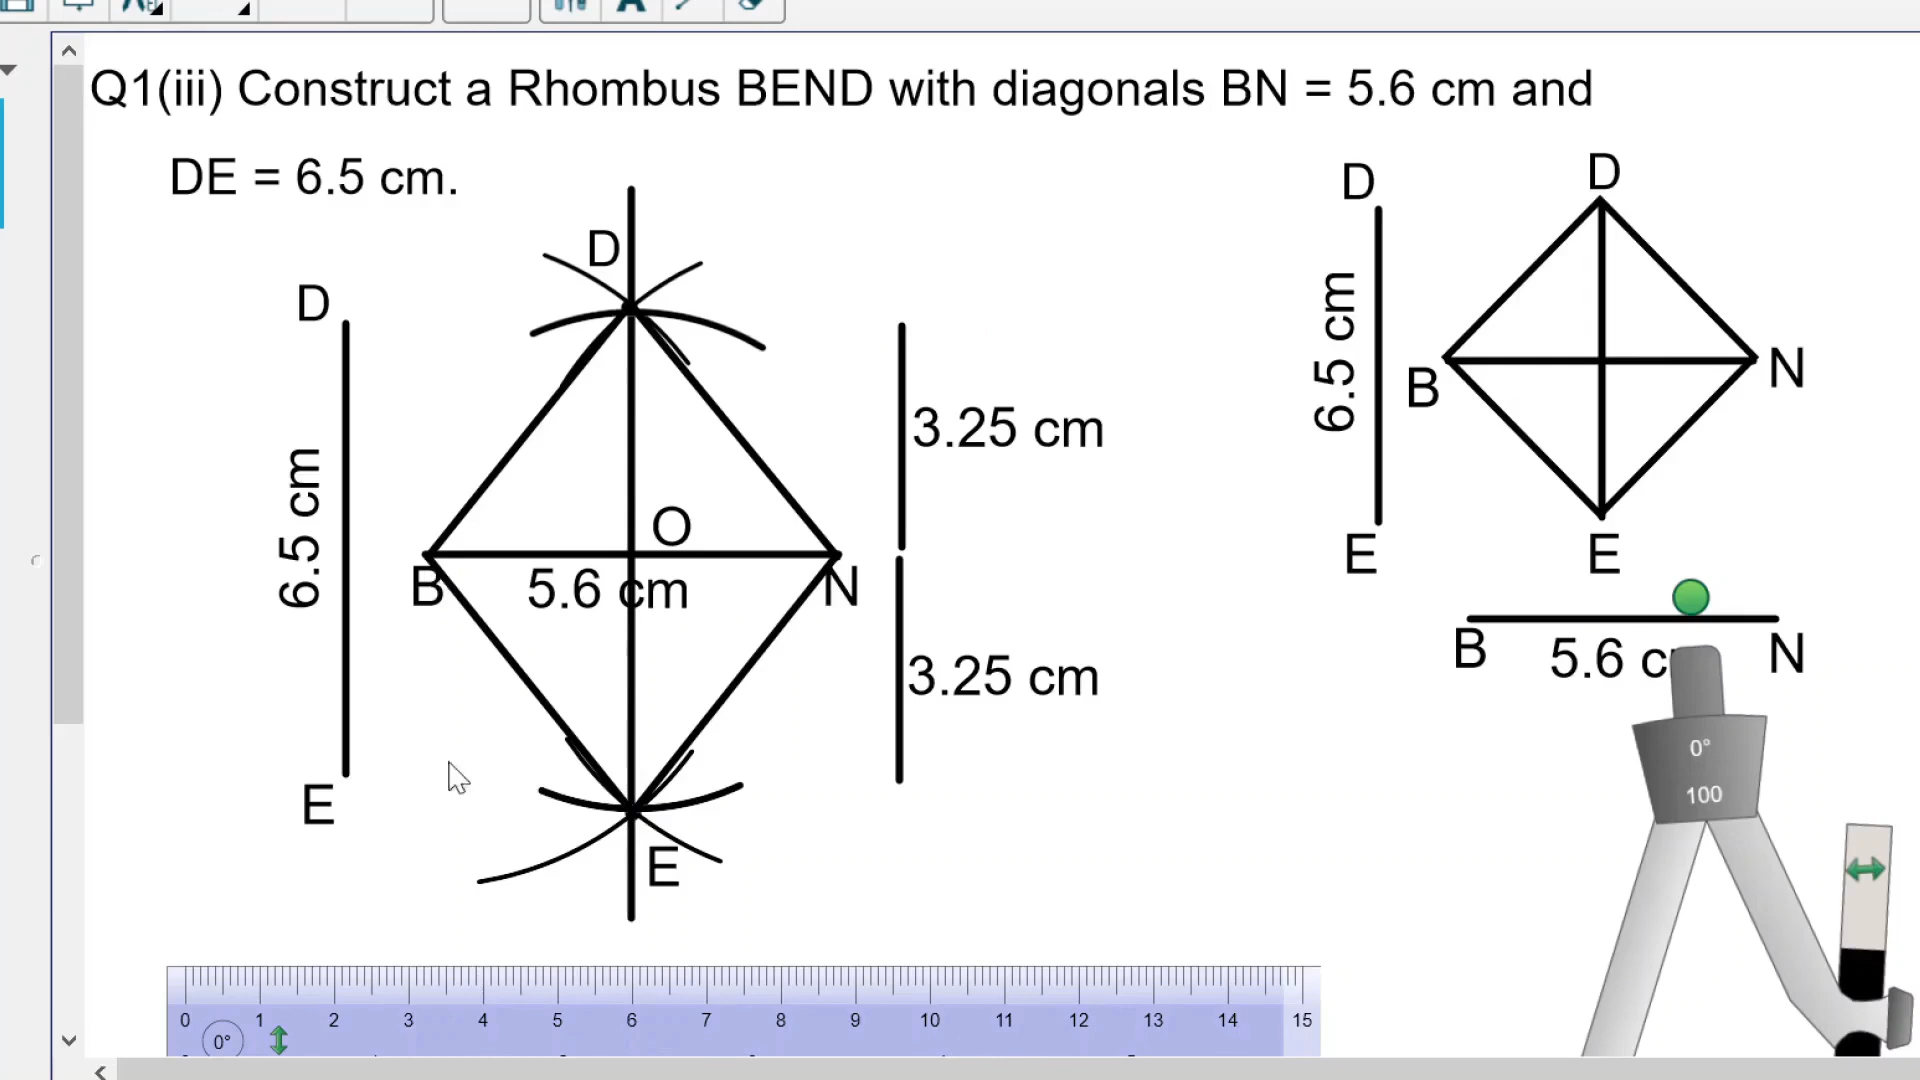 Q1(iii) Construct a Rhombus BEND with diagonals BN = 5.6 cm and
DE = 6.5 cm.
D
D
6.5 cm
E
B
5.6 cm
O
N
E
3.25 cm
3.25 cm
D
6.5 cm
E
D
B
N
E
B
5.6 c
N
0°
100
0 1 2 3 4 5 6 7 8 9 10 11 12 13 14 15
0°